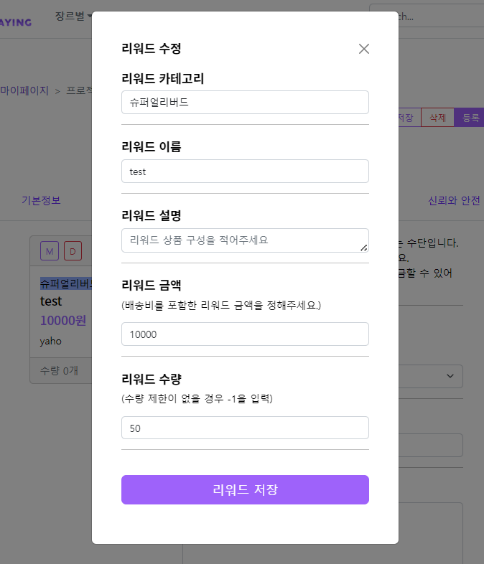 AYING
장르별
ch...
마이페이지 > 프로젝
저장 삭제 등록
기본정보
신뢰와 안전
M D
슈퍼얼리버드
test
10000원
yaho
수량 0개
는 수단입니다.
요,
금할 수 있어
리워드 수정
리워드 카테고리
슈퍼얼리버드
리워드 이름
test
리워드 설명
리워드 상품 구성을 적어주세요
리워드 금액
(배송비를 포함한 리워드 금액을 정해주세요.)
10000
리워드 수량
(수량 제한이 없을 경우 -1을 입력)
50
리워드 저장